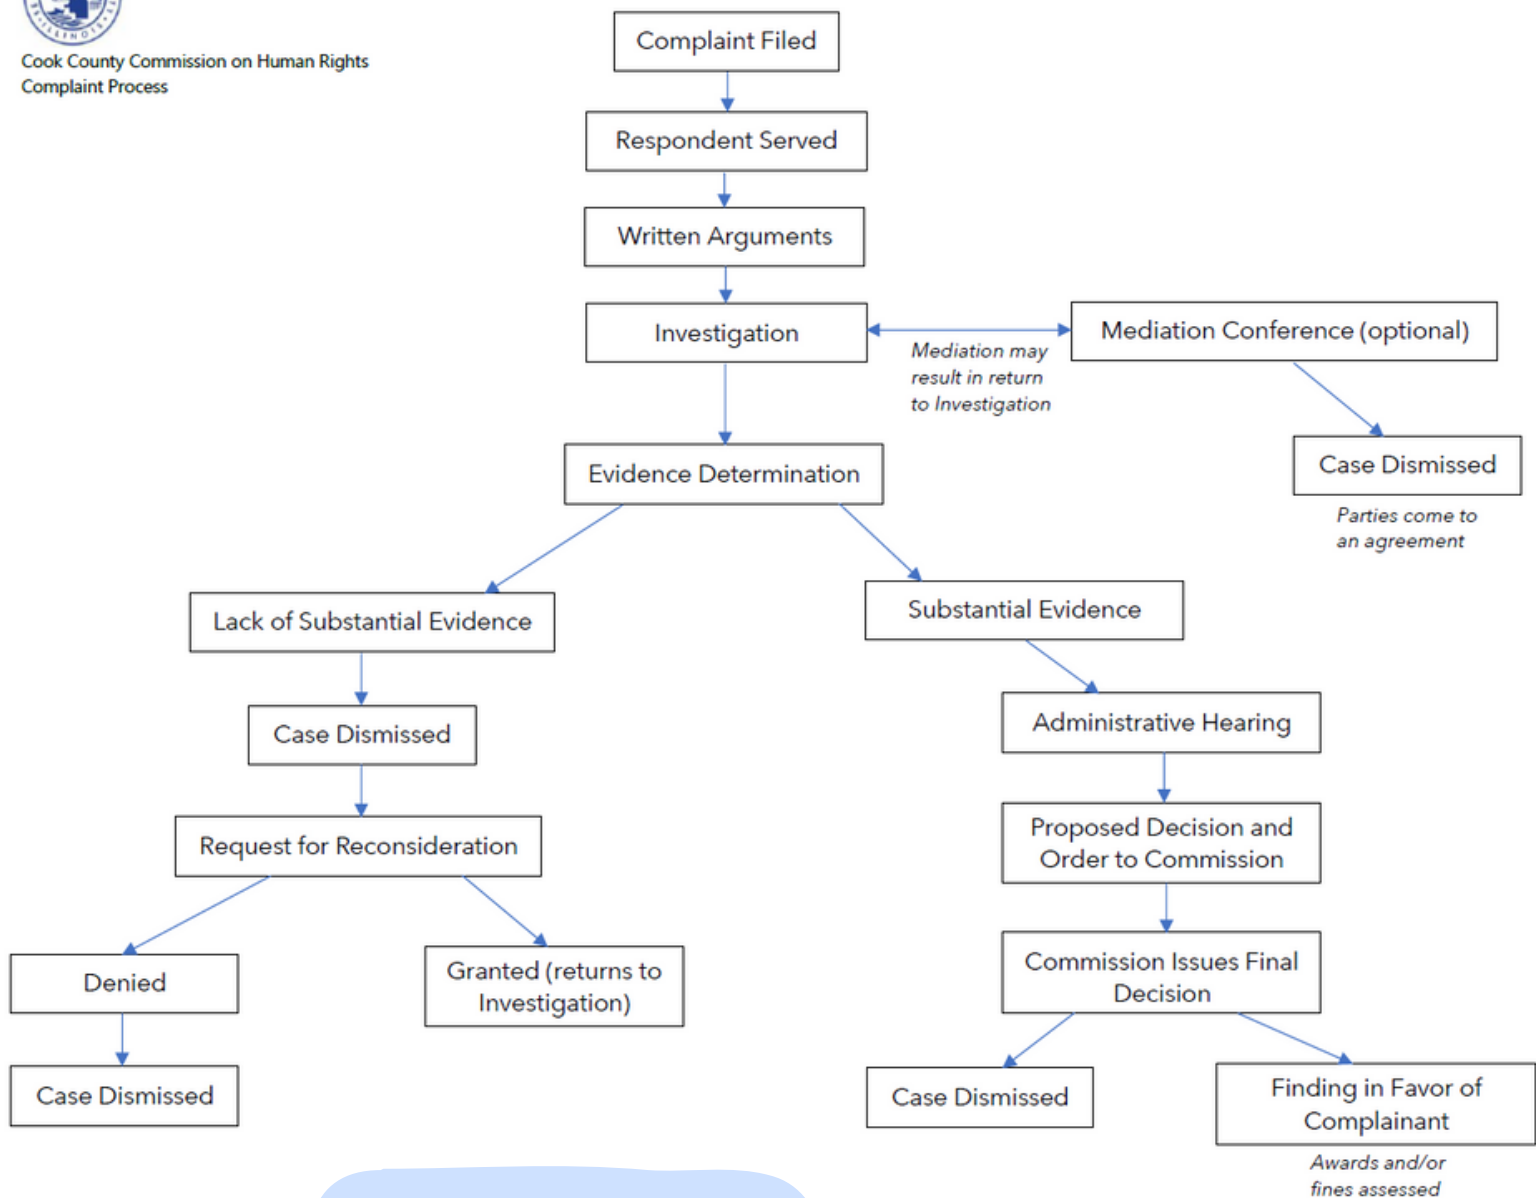 ILLINOIS
Cook County Commission on Human Rights
Complaint Process
Complaint Filed
Respondent Served
Written Arguments
Investigation
Mediation may
result in return
to Investigation
Mediation Conference (optional)
Case Dismissed
Parties come to
an agreement
Evidence Determination
Lack of Substantial Evidence
Case Dismissed
Request for Reconsideration
Denied
Case Dismissed
Granted (returns to
Investigation)
Substantial Evidence
Administrative Hearing
Proposed Decision and
Order to Commission
Commission Issues Final
Decision
Case Dismissed
Finding in Favor of
Complainant
Awards and/or
fines assessed